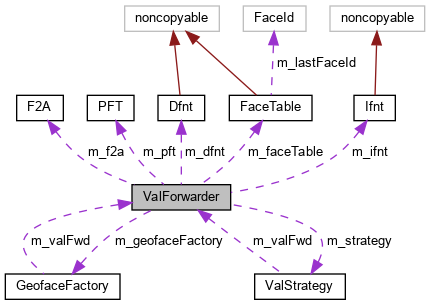 noncopyable FaceId noncopyable
m_lastFaceId
F2A PFT Dfnt FaceTable Ifnt
m_f2a m_pft m_dfnt m_faceTable m_ifnt
ValForwarder
m_valFwd m_geofaceFactory m_valFwd m_strategy
GeofaceFactory ValStrategy